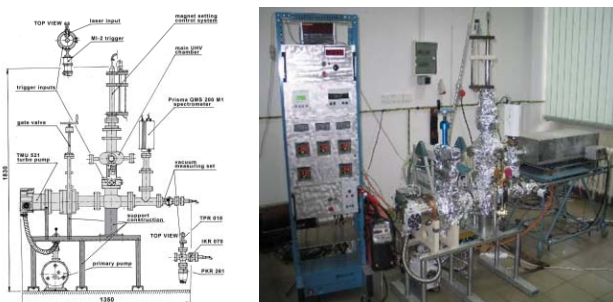 TOP VIEW
laser input
MI-2 trigger
magnet setting
control system
main UHV
chamber
trigger inputs
gate valve
Prisma QMS 200 M1
spectrometer
TMU 521
turbo pump
vacuum
measuring set
support
construction
TOP VIEW
TPR 010
IKR 070
PKR 261
primary pump
1830
1350